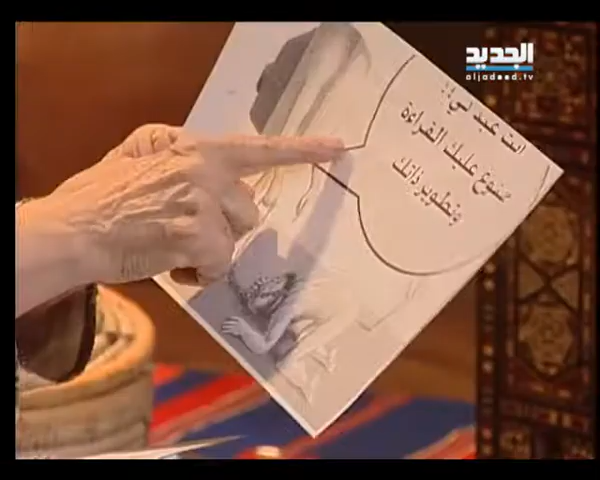 الجديد
aljadeed.tv
انت عبد لي!!
ممنوع عليك القراءة
وتطوير ذاتك